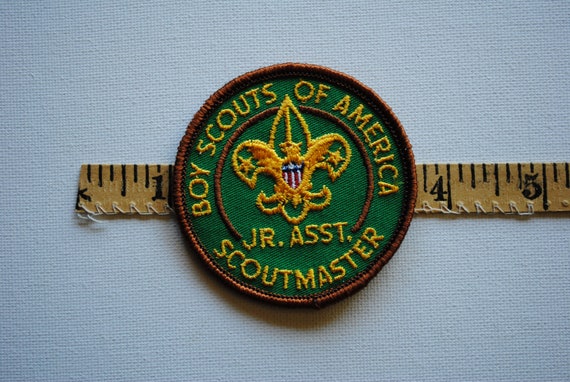 BOY SCOUTS OF AMERICA
JR. ASST.
SCOUTMASTER
1 4 5